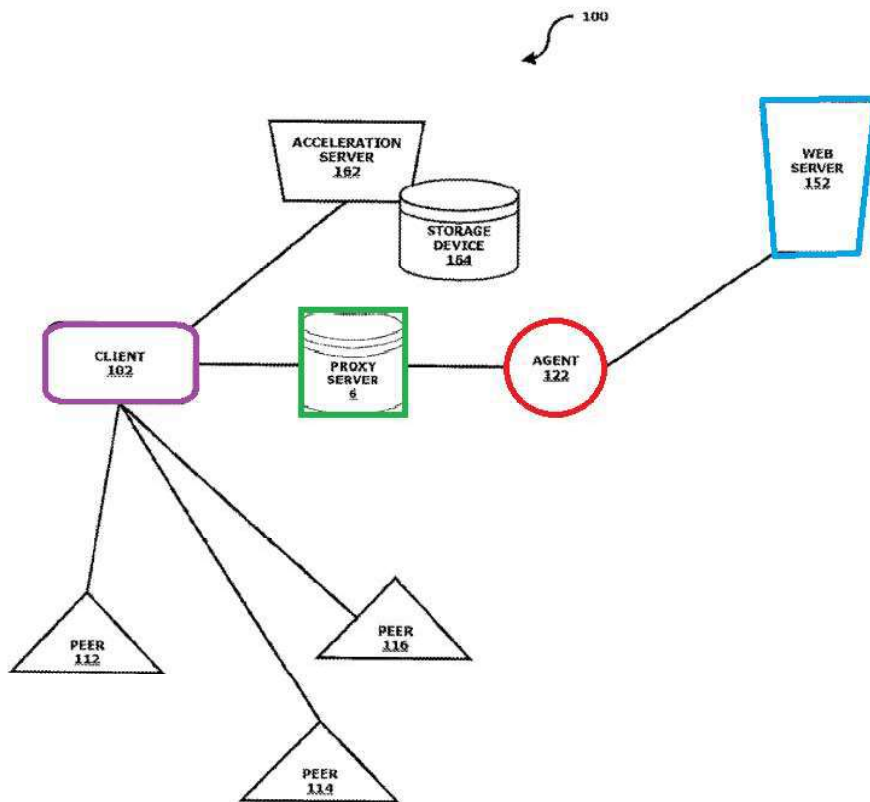 100
ACCELERATION
SERVER
162
WEB
SERVER
152
STORAGE
DEVICE
164
CLIENT
102
PROXY
SERVER
6
AGENT
122
PEER
112
PEER
116
PEER
114